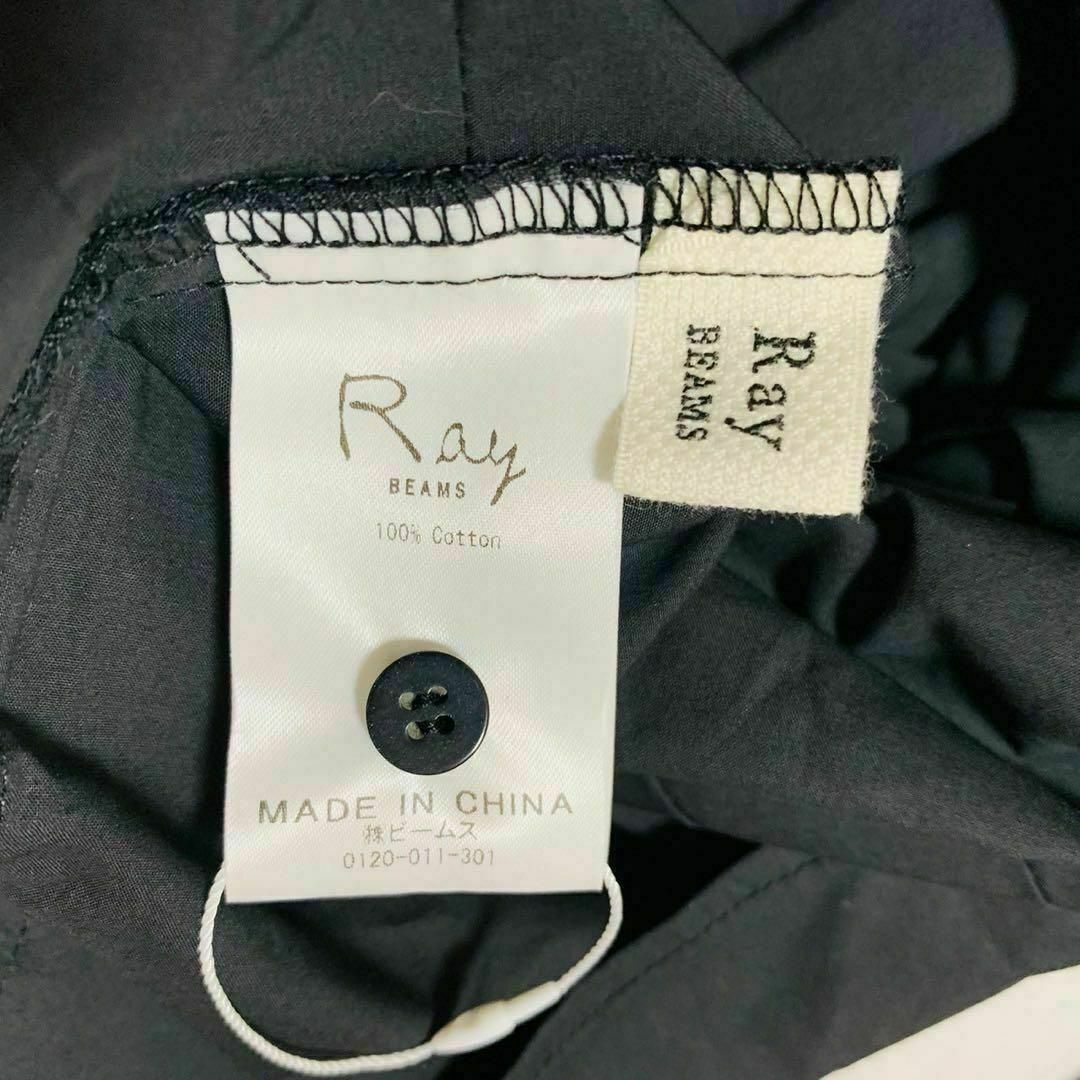 Ray
BEAMS
100% Cotton
MADE IN CHINA
㈱ビームス
0120-011-301
Ray
BEAMS